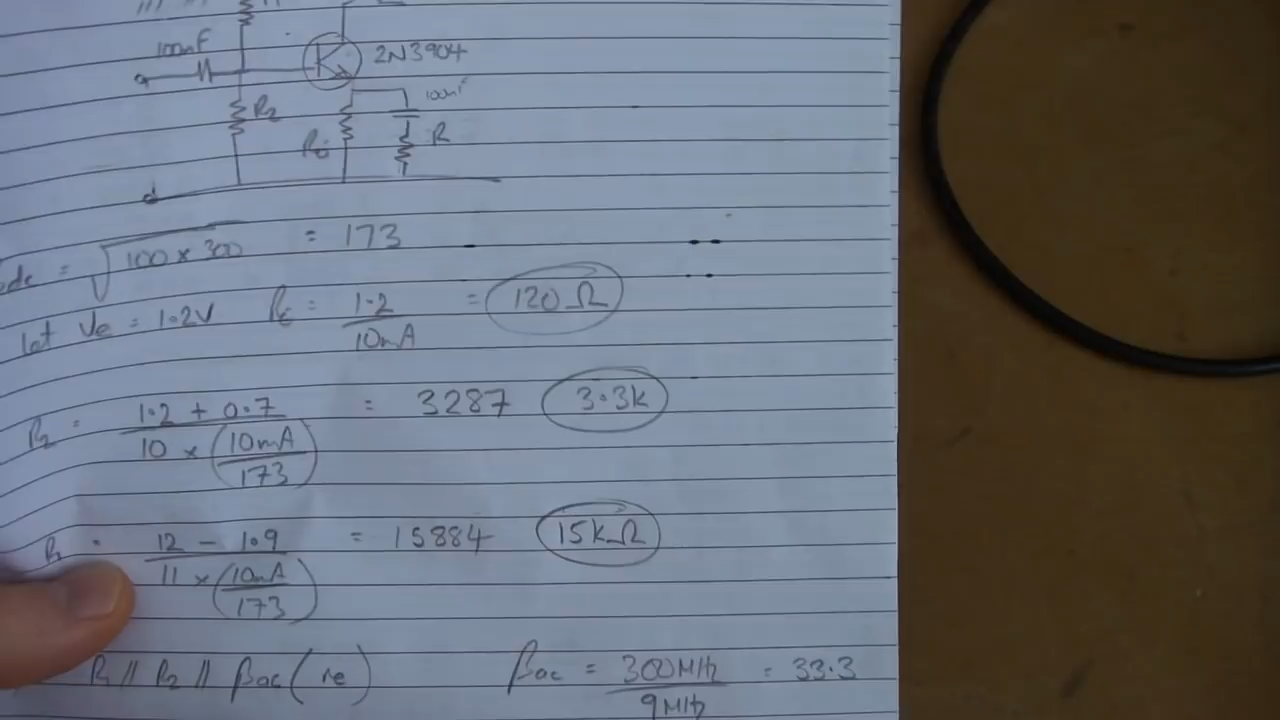 100nF
2N3904
100nF
R2
RE
R
dc = √100 × 300 = 173
let Ve = 1.2V RE = 1.2 / 10mA = 120Ω
R2 = 1.2 + 0.7 / 10 × (10mA / 173) = 3287 3.3k
R1 = 12 - 1.9 / 11 × (10mA / 173) = 15884 15kΩ
R1 // R2 // βac (re) βac = 300MHz / 9MHz = 33.3